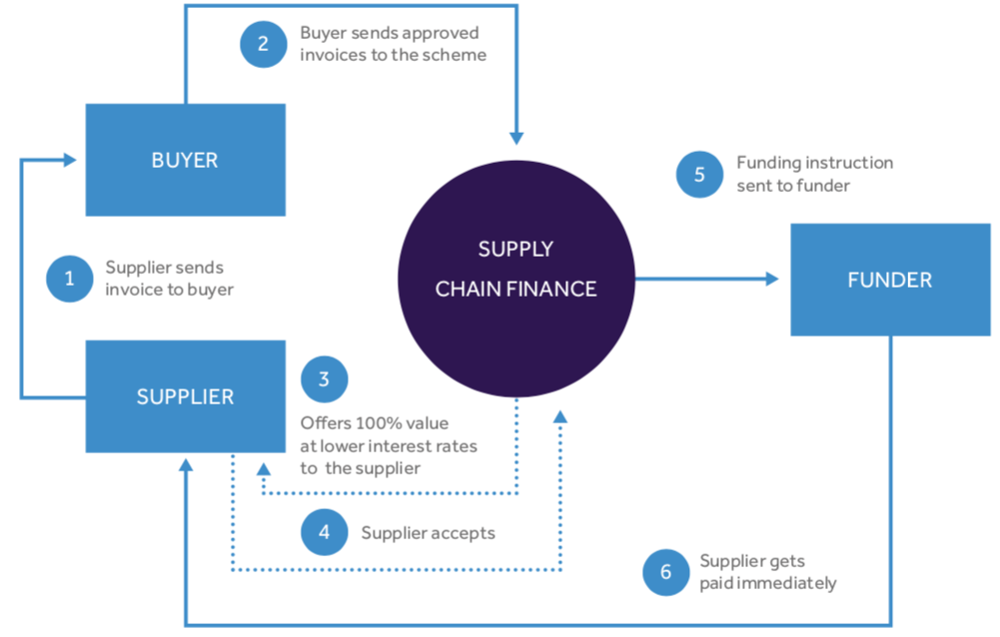 2
Buyer sends approved
invoices to the scheme
BUYER
1
Supplier sends
invoice to buyer
SUPPLIER
3
Offers 100% value
at lower interest rates
to the supplier
4
Supplier accepts
SUPPLY
CHAIN FINANCE
5
Funding instruction
sent to funder
FUNDER
6
Supplier gets
paid immediately